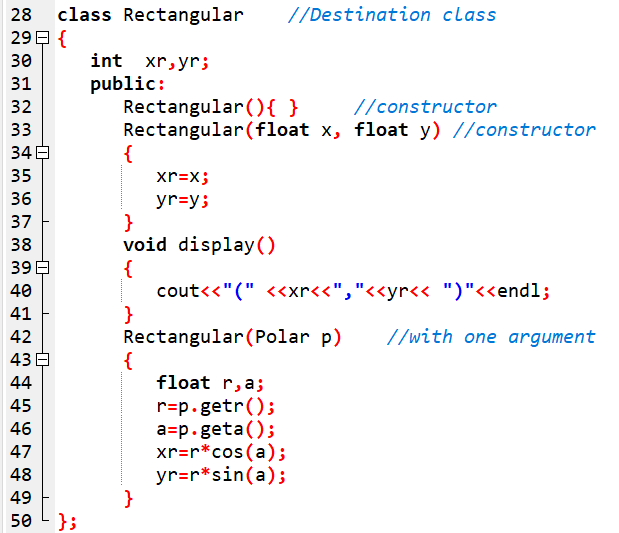 28 class Rectangular //Destination class
29 {
30 int xr,yr;
31 public:
32 Rectangular(){ } //constructor
33 Rectangular(float x, float y) //constructor
34 {
35 xr=x;
36 yr=y;
37 }
38 void display()
39 {
40 cout<<"(" <<xr<<","<<yr<< ")"<<endl;
41 }
42 Rectangular(Polar p) //with one argument
43 {
44 float r,a;
45 r=p.getr();
46 a=p.geta();
47 xr=r*cos(a);
48 yr=r*sin(a);
49 }
50 };